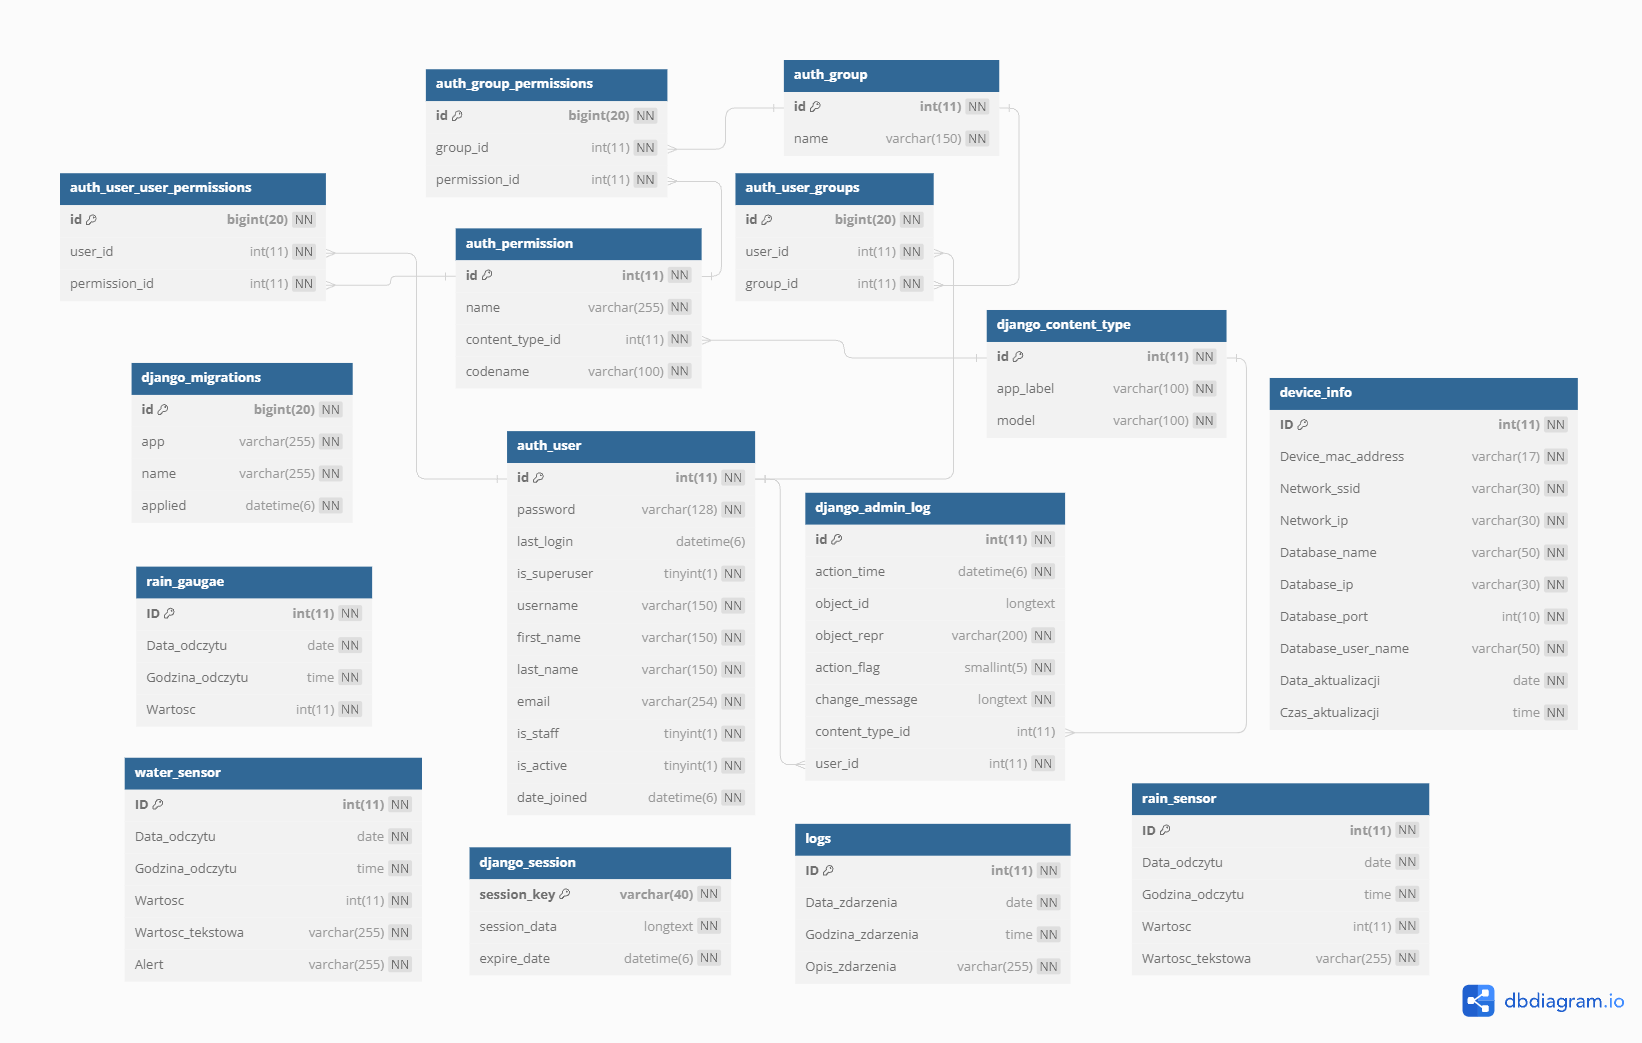 auth_group_permissions
id bigint(20) NN
group_id int(11) NN
permission_id int(11) NN
auth_group
id int(11) NN
name varchar(150) NN
auth_user_user_permissions
id bigint(20) NN
user_id int(11) NN
permission_id int(11) NN
auth_user_groups
id bigint(20) NN
user_id int(11) NN
group_id int(11) NN
auth_permission
id int(11) NN
name varchar(255) NN
content_type_id int(11) NN
codename varchar(100) NN
django_content_type
id int(11) NN
app_label varchar(100) NN
model varchar(100) NN
django_migrations
id bigint(20) NN
app varchar(255) NN
name varchar(255) NN
applied datetime(6) NN
device_info
ID int(11) NN
Device_mac_address varchar(17) NN
Network_ssid varchar(30) NN
Network_ip varchar(30) NN
Database_name varchar(50) NN
Database_ip varchar(30) NN
Database_port int(10) NN
Database_user_name varchar(50) NN
Data_aktualizacji date NN
Czas_aktualizacji time NN
auth_user
id int(11) NN
password varchar(128) NN
last_login datetime(6)
is_superuser tinyint(1) NN
username varchar(150) NN
first_name varchar(150) NN
last_name varchar(150) NN
email varchar(254) NN
is_staff tinyint(1) NN
is_active tinyint(1) NN
date_joined datetime(6) NN
django_admin_log
id int(11) NN
action_time datetime(6) NN
object_id longtext
object_repr varchar(200) NN
action_flag smallint(5) NN
change_message longtext NN
content_type_id int(11)
user_id int(11) NN
rain_gaugae
ID int(11) NN
Data_odczytu date NN
Godzina_odczytu time NN
Wartosc int(11) NN
water_sensor
ID int(11) NN
Data_odczytu date NN
Godzina_odczytu time NN
Wartosc int(11) NN
Wartosc_tekstowa varchar(255) NN
Alert varchar(255) NN
django_session
session_key varchar(40) NN
session_data longtext NN
expire_date datetime(6) NN
logs
ID int(11) NN
Data_zdarzenia date NN
Godzina_zdarzenia time NN
Opis_zdarzenia varchar(255) NN
rain_sensor
ID int(11) NN
Data_odczytu date NN
Godzina_odczytu time NN
Wartosc int(11) NN
Wartosc_tekstowa varchar(255) NN
dbdiagram.io